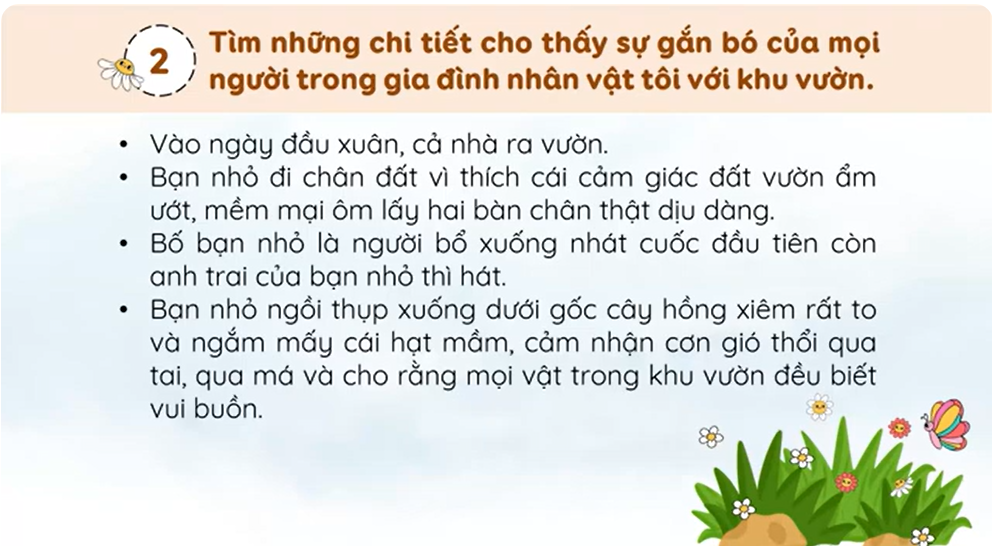 2
Tìm những chi tiết cho thấy sự gắn bó của mọi
người trong gia đình nhân vật tôi với khu vườn.
• Vào ngày đầu xuân, cả nhà ra vườn.
• Bạn nhỏ đi chân đất vì thích cái cảm giác đất vườn ẩm
ướt, mềm mại ôm lấy hai bàn chân thật dịu dàng.
• Bố bạn nhỏ là người bổ xuống nhát cuốc đầu tiên còn
anh trai của bạn nhỏ thì hát.
• Bạn nhỏ ngồi thụp xuống dưới gốc cây hồng xiêm rất to
và ngắm mấy cái hạt mầm, cảm nhận cơn gió thổi qua
tai, qua má và cho rằng mọi vật trong khu vườn đều biết
vui buồn.